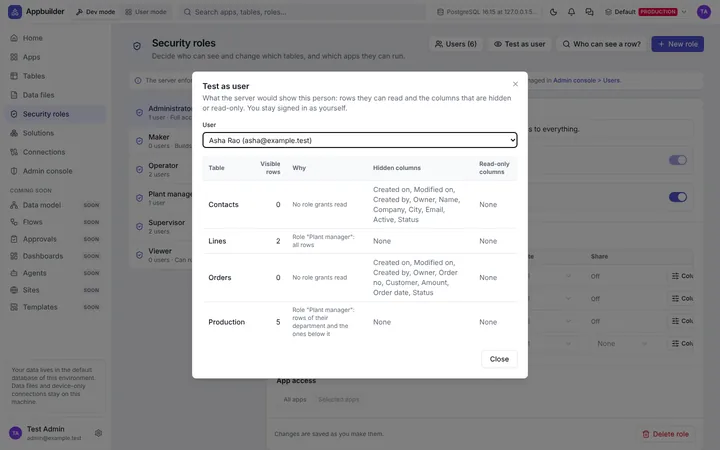 Appbuilder
Dev mode
User mode
Search apps, tables, roles...
PostgreSQL 16.15 at 127.0.0.1:5...
Default
PRODUCTION
TA
Home
Apps
Tables
Data files
Security roles
Solutions
Connections
Admin console
COMING SOON
Data model SOON
Flows SOON
Approvals SOON
Dashboards SOON
Agents SOON
Sites SOON
Templates SOON
Your data lives in the default
database of this environment.
Data files and device-only
connections stay on this
machine.
TA
Test Admin
admin@example.test
Security roles
Decide who can see and change which tables, and which apps they can run.
Users (6)
Test as user
Who can see a row?
+ New role
The server enfor
naged in Admin console > Users.
Administrator
1 user · Full acc
Maker
0 users · Builds
Operator
2 users
Plant manage
1 user
Supervisor
2 users
Viewer
0 users · Can r
s to everything.
Share
Off
Off
Off
None
Test as user
What the server would show this person: rows they can read and the columns that are hidden
or read-only. You stay signed in as yourself.
User
Asha Rao (asha@example.test)
Table Visible rows Why Hidden columns Read-only columns
Contacts 0 No role grants read Created on, Modified on, Created by, Owner, Name, Company, City, Email, Active, Status None
Lines 2 Role "Plant manager": all rows None None
Orders 0 No role grants read Created on, Modified on, Created by, Owner, Order no, Customer, Amount, Order date, Status None
Production 5 Role "Plant manager": rows of their department and the ones below it None None
Close
App access
All apps
Selected apps
Changes are saved as you make them.
Delete role